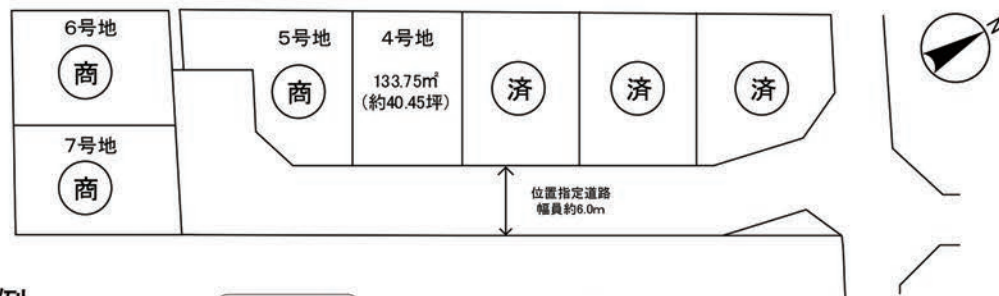 6号地
商
5号地
商
4号地
133.75㎡
(約40.45坪)
済
済
済
N
7号地
商
位置指定道路
幅員約6.0m